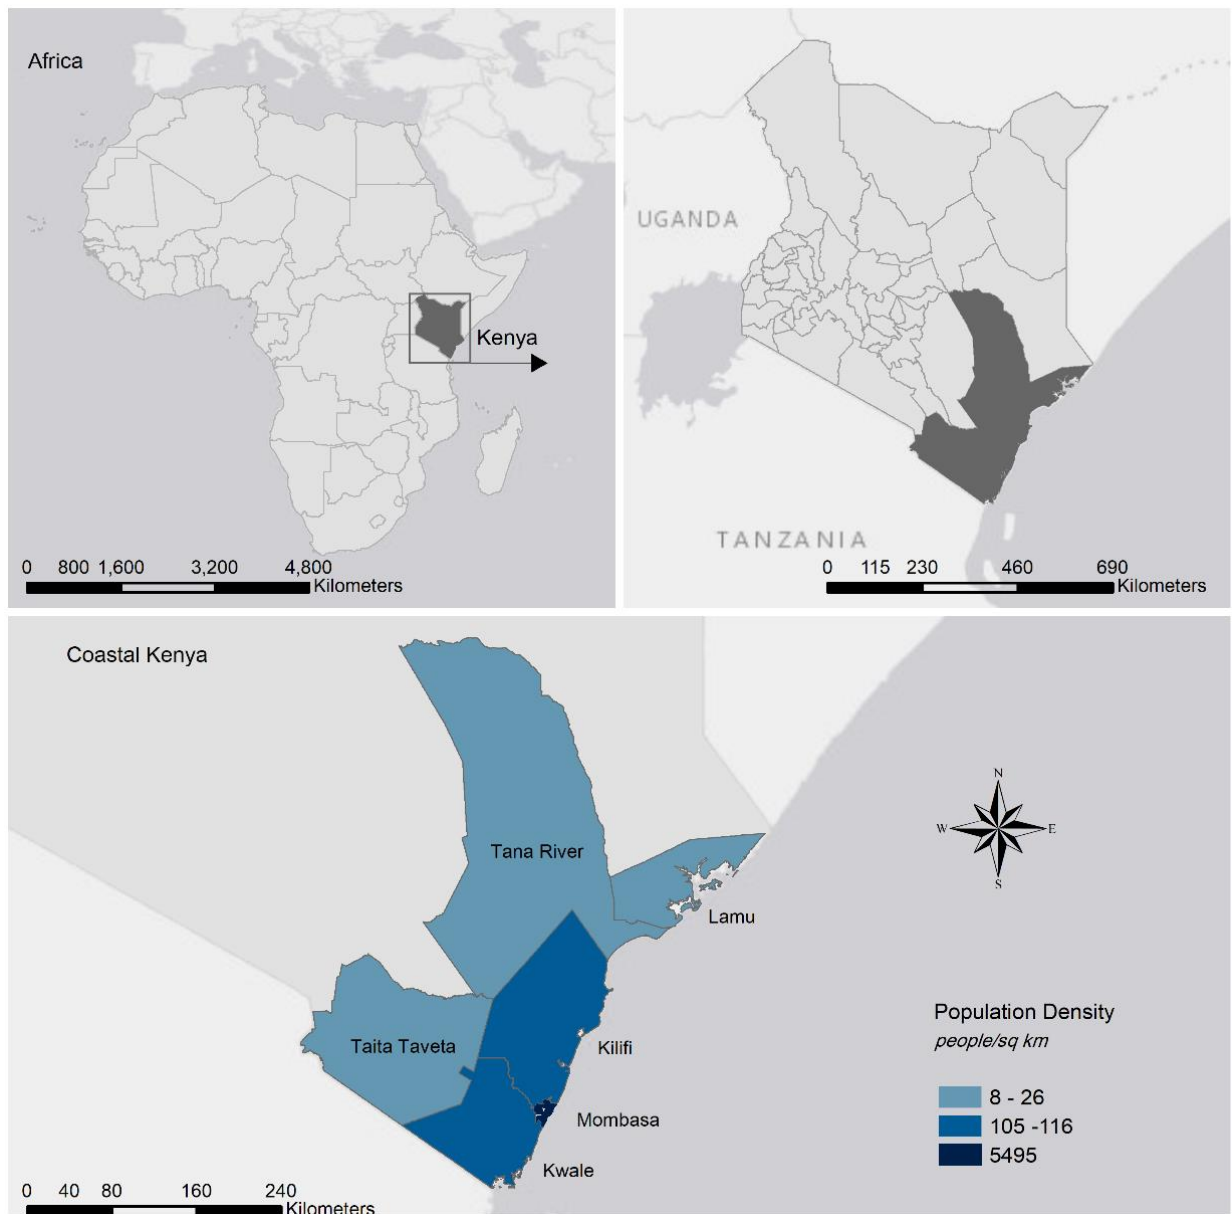 Africa
Kenya
0 800 1,600 3,200 4,800
Kilometers
UGANDA
TANZANIA
0 115 230 460 690
Kilometers
Coastal Kenya
N
W E
S
Tana River
Lamu
Taita Taveta
Kilifi
Mombasa
Kwale
Population Density
people/sq km
8 - 26
105 -116
5495
0 40 80 160 240
Kilometers